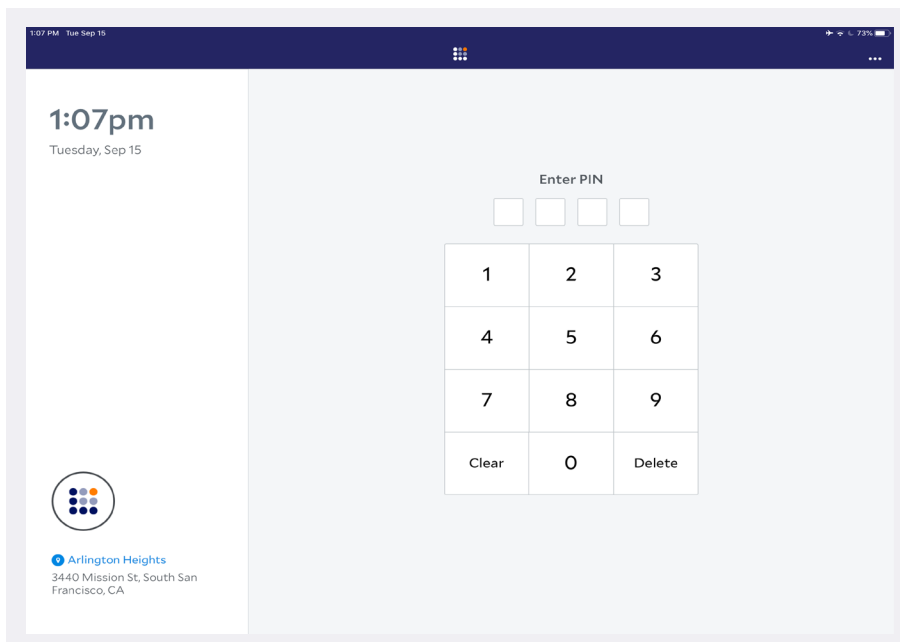 1:07 PM Tue Sep 15
73%
1:07pm
Tuesday, Sep 15
Enter PIN
1 2 3
4 5 6
7 8 9
Clear 0 Delete
Arlington Heights
3440 Mission St, South San
Francisco, CA